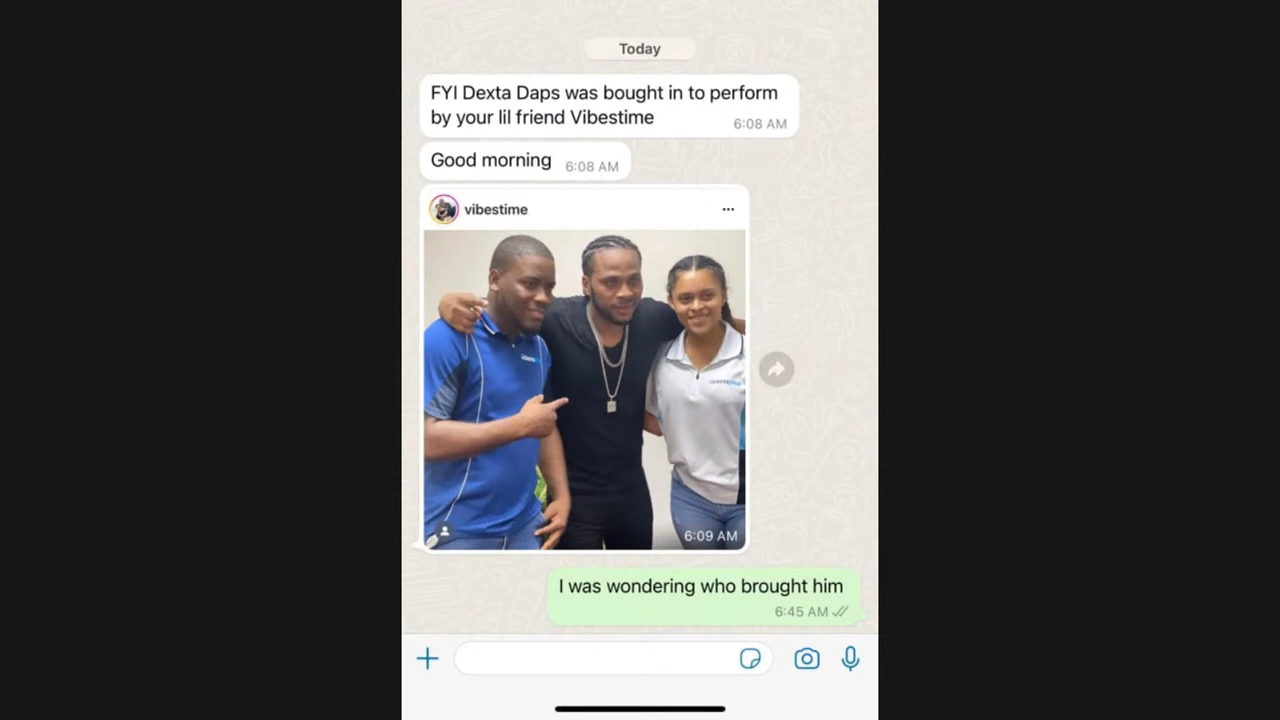 Today
FYI Dexta Daps was bought in to perform
by your lil friend Vibestime
6:08 AM
Good morning
6:08 AM
vibestime
6:09 AM
I was wondering who brought him
6:45 AM